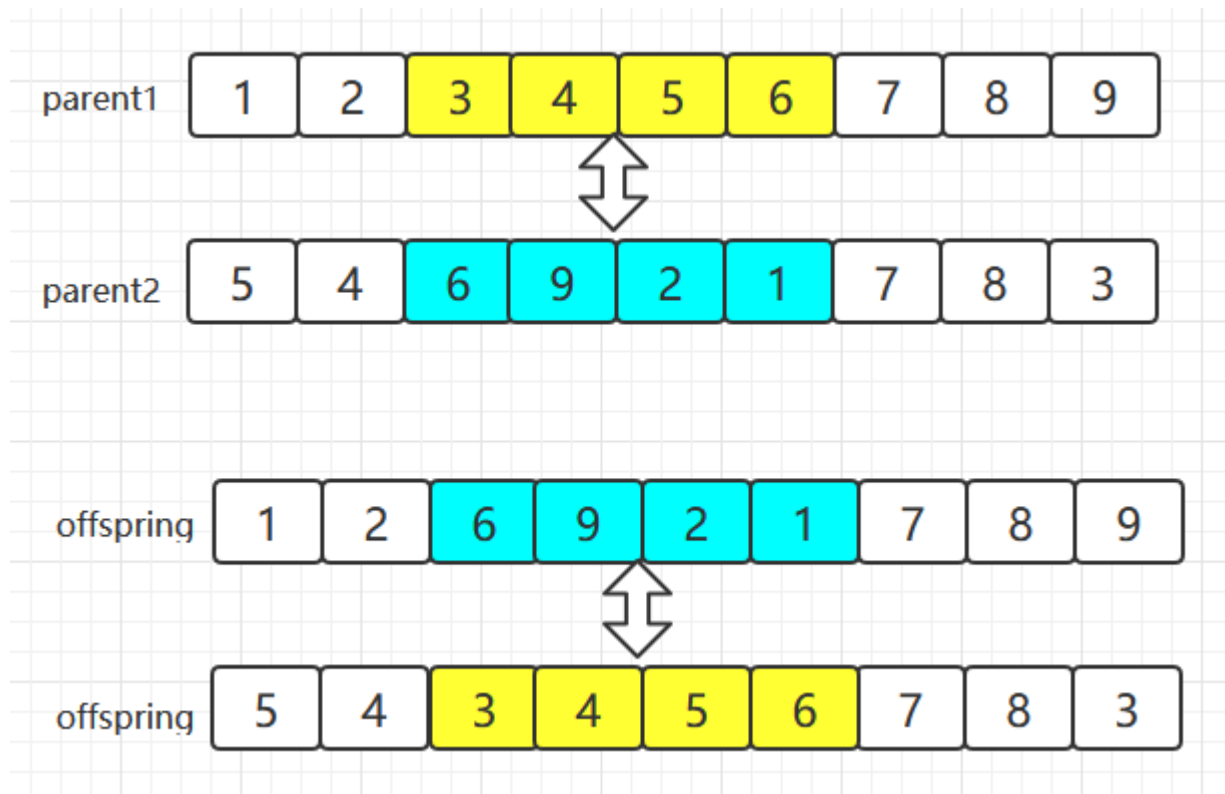 parent1 1 2 3 4 5 6 7 8 9
parent2 5 4 6 9 2 1 7 8 3
offspring 1 2 6 9 2 1 7 8 9
offspring 5 4 3 4 5 6 7 8 3